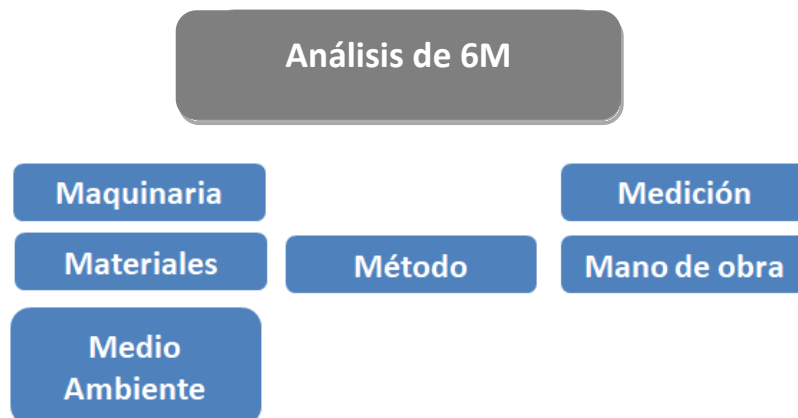 Análisis de 6M
Maquinaria
Medición
Materiales
Método
Mano de obra
Medio
Ambiente